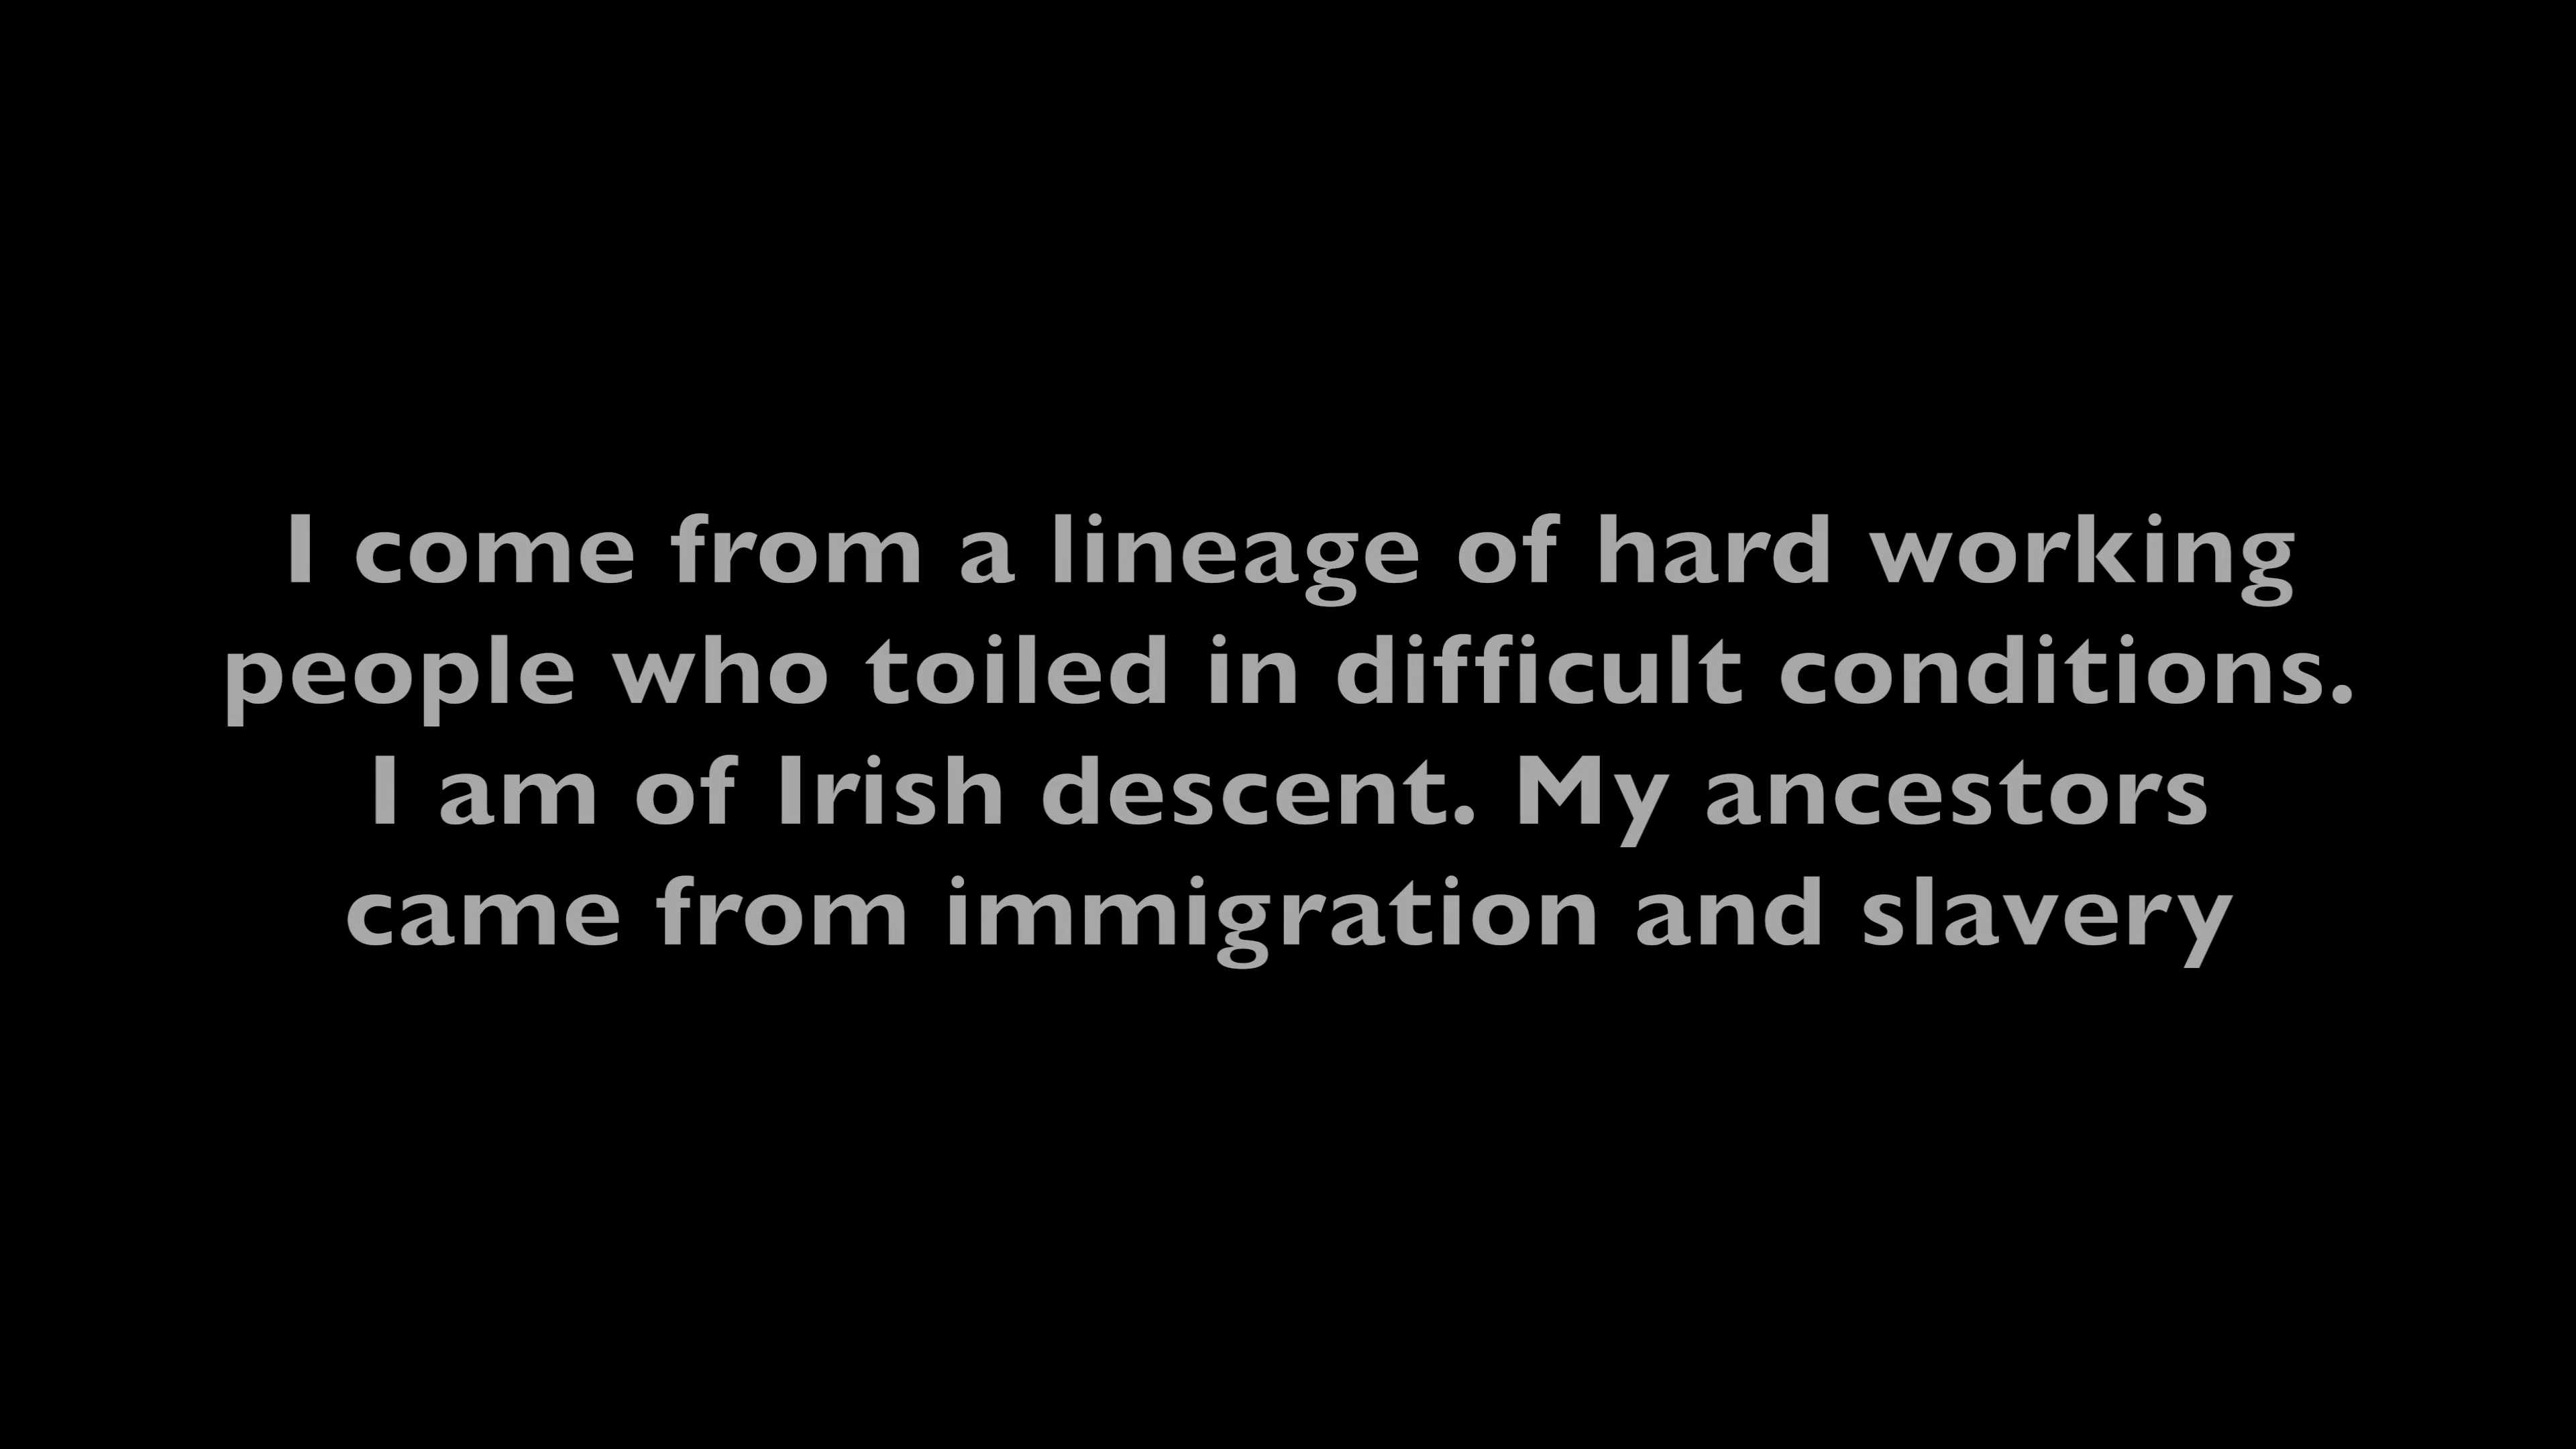 I come from a lineage of hard working
people who toiled in difficult conditions.
I am of Irish descent. My ancestors
came from immigration and slavery